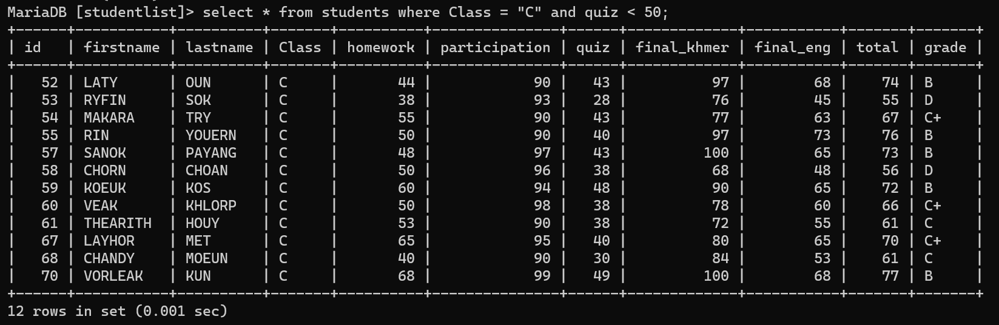 MariaDB [studentlist]> select * from students where Class = "C" and quiz < 50;
+------+-----------+----------+-------+----------+---------------+------+-------------+-----------+-------+-------+
| id   | firstname | lastname | Class | homework | participation | quiz | final_khmer | final_eng | total | grade |
+------+-----------+----------+-------+----------+---------------+------+-------------+-----------+-------+-------+
|   52 | LATY      | OUN      | C     |       44 |            90 |   43 |          97 |        68 |    74 | B     |
|   53 | RYFIN     | SOK      | C     |       38 |            93 |   28 |          76 |        45 |    55 | D     |
|   54 | MAKARA    | TRY      | C     |       55 |            90 |   43 |          77 |        63 |    67 | C+    |
|   55 | RIN       | YOUERN   | C     |       50 |            90 |   40 |          97 |        73 |    76 | B     |
|   57 | SANOK     | PAYANG   | C     |       48 |            97 |   43 |         100 |        65 |    73 | B     |
|   58 | CHORN     | CHOAN    | C     |       50 |            96 |   38 |          68 |        48 |    56 | D     |
|   59 | KOEUK     | KOS      | C     |       60 |            94 |   48 |          90 |        65 |    72 | B     |
|   60 | VEAK      | KHLORP   | C     |       50 |            98 |   38 |          78 |        60 |    66 | C+    |
|   61 | THEARITH  | HOUY     | C     |       53 |            90 |   38 |          72 |        55 |    61 | C     |
|   67 | LAYHOR    | MET      | C     |       65 |            95 |   40 |          80 |        65 |    70 | C+    |
|   68 | CHANDY    | MOEUN    | C     |       40 |            90 |   30 |          84 |        53 |    61 | C     |
|   70 | VORLEAK   | KUN      | C     |       68 |            99 |   49 |         100 |        68 |    77 | B     |
+------+-----------+----------+-------+----------+---------------+------+-------------+-----------+-------+-------+
12 rows in set (0.001 sec)